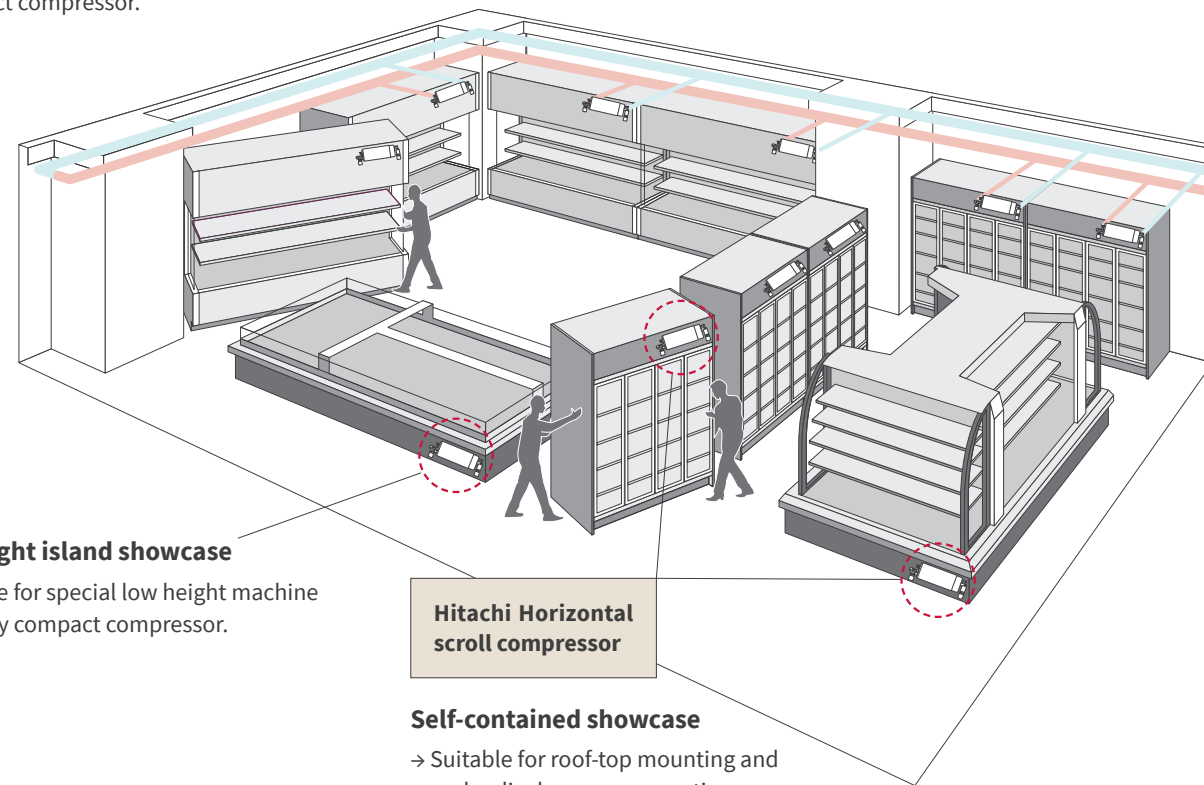 compressor.
ght island showcase
e for special low height machine
y compact compressor.
Hitachi Horizontal
scroll compressor
Self-contained showcase
→ Suitable for roof-top mounting and